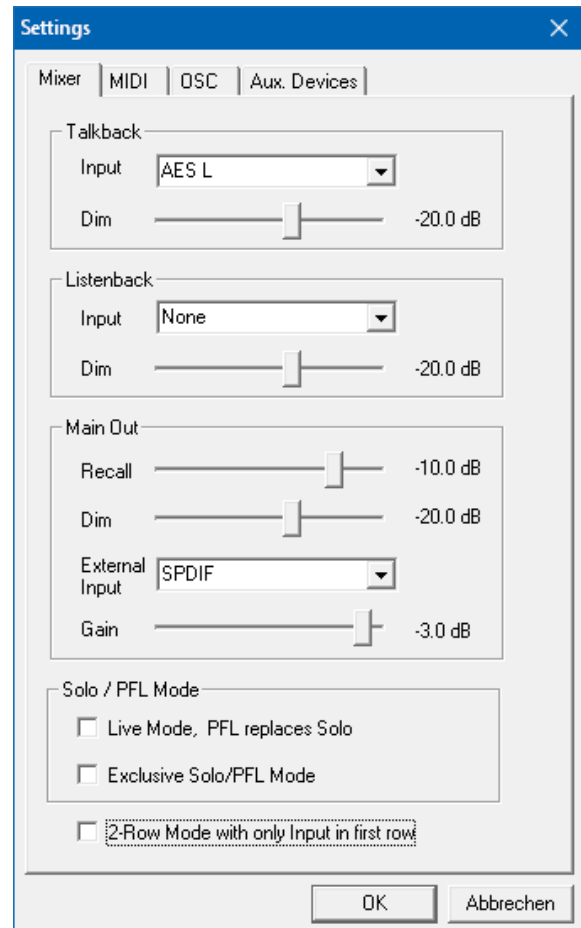 Settings
Mixer MIDI OSC Aux. Devices
Talkback
Input AES L
Dim -20.0 dB
Listenback
Input None
Dim -20.0 dB
Main Out
Recall -10.0 dB
Dim -20.0 dB
External
Input SPDIF
Gain -3.0 dB
Solo / PFL Mode
Live Mode, PFL replaces Solo
Exclusive Solo/PFL Mode
2-Row Mode with only Input in first row
OK Abbrechen